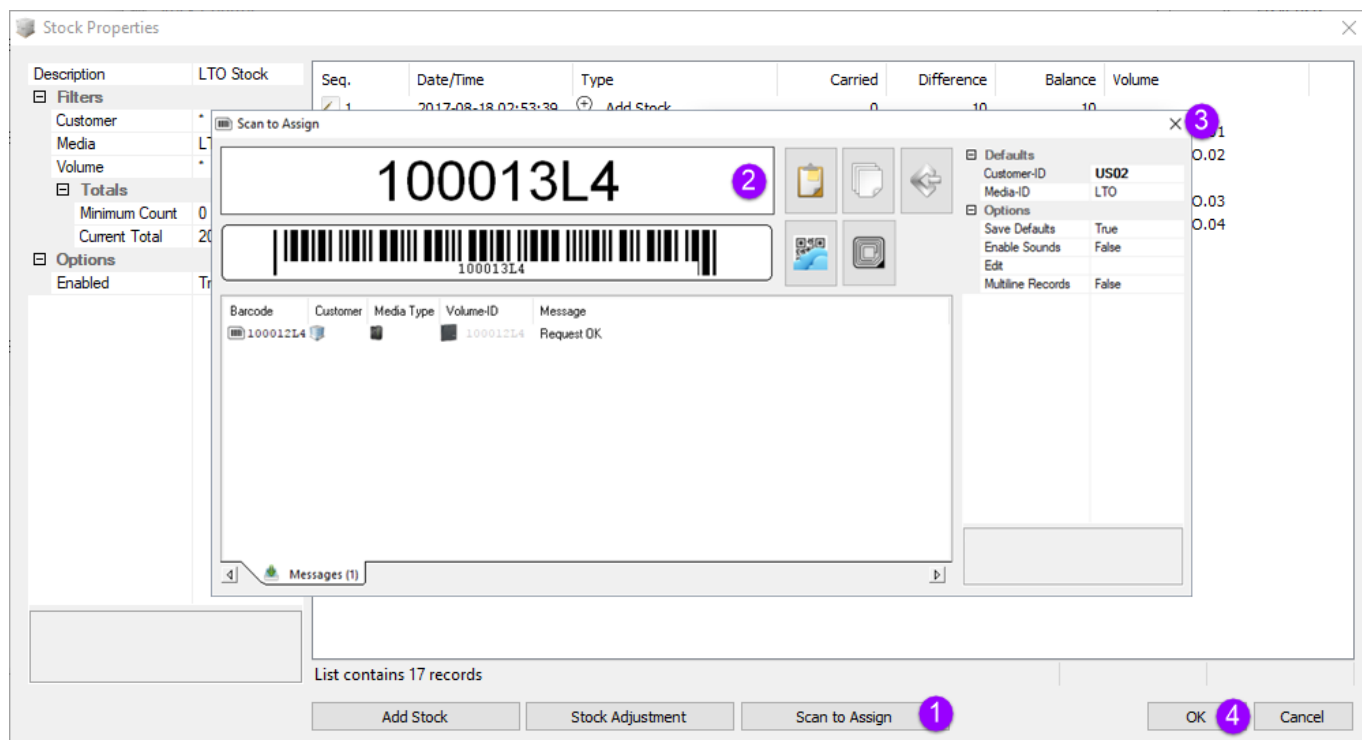 Stock Properties
Description LTO Stock
Filters
Customer *
Media
Volume *
Totals
Minimum Count 0
Current Total
Options
Enabled
Seq. Date/Time Type Carried Difference Balance Volume
1 2017-08-18 02:53:39 Add Stock 0 10 10
O.02
O.03
O.04
Scan to Assign
3
100013L4
2
100013L4
Barcode Customer Media Type Volume-ID Message
100012L4 100012L4 Request OK
Messages (1)
Defaults
Customer-ID US02
Media-ID LTO
Options
Save Defaults True
Enable Sounds False
Edit
Multiline Records False
List contains 17 records
Add Stock Stock Adjustment Scan to Assign 1 OK 4 Cancel